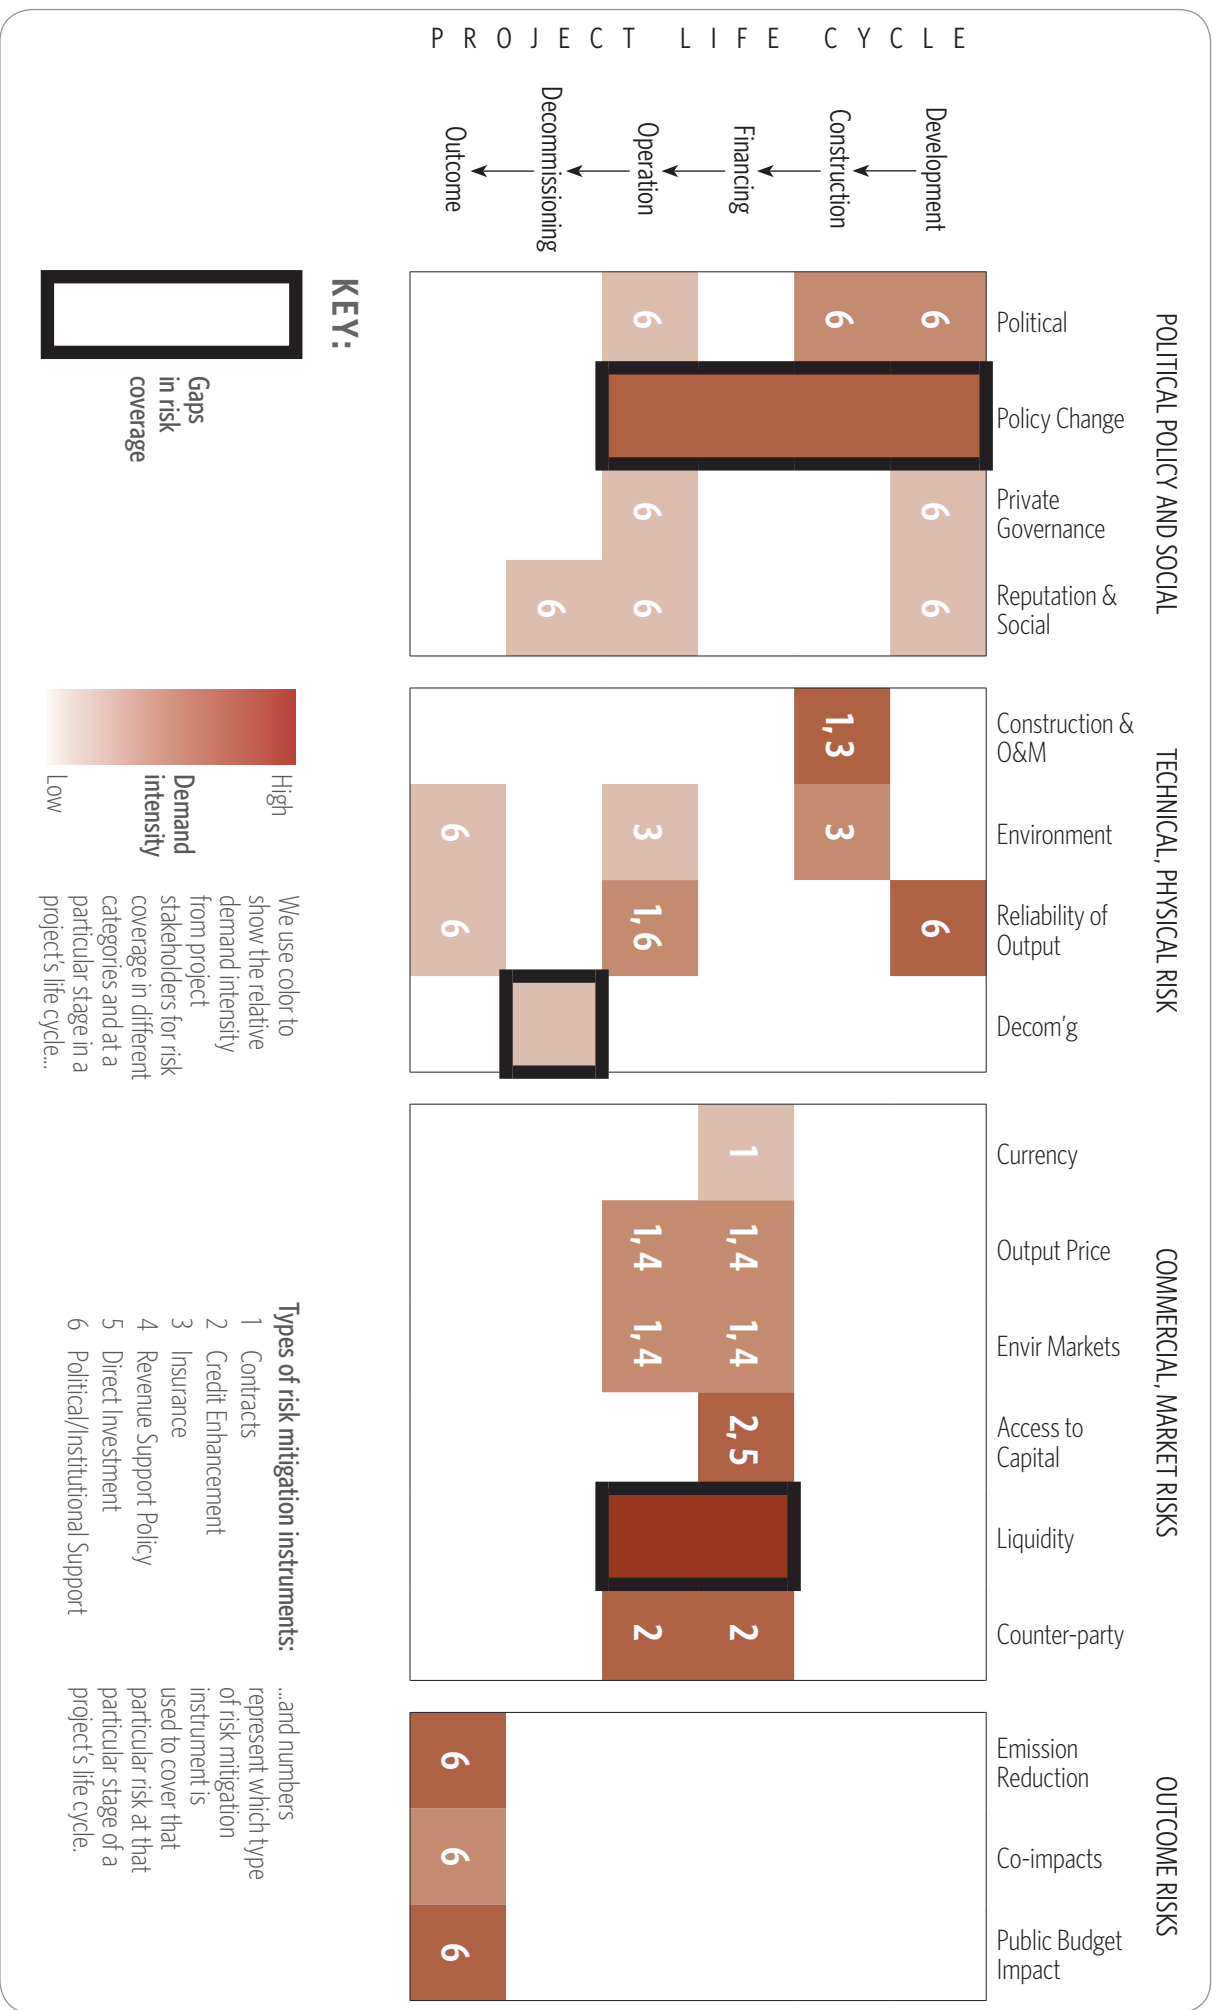 POLITICAL POLICY AND SOCIAL
TECHNICAL, PHYSICAL RISK
COMMERCIAL, MARKET RISKS
OUTCOME RISKS
Political
Policy Change
Private
Governance
Reputation &
Social
Construction &
O&M
Environment
Reliability of
Output
Decom'g
Currency
Output Price
Envir Markets
Access to
Capital
Liquidity
Counter-party
Emission
Reduction
Co-impacts
Public Budget
Impact
PROJECT LIFE CYCLE
Development
6
6
6
6
Construction
6
1, 3
3
Financing
1
1, 4
1, 4
2, 5
2
Operation
6
6
6
3
1, 6
1, 4
1, 4
2
Decommissioning
6
Outcome
6
6
6
6
6
KEY:
Gaps
in risk
coverage
High
Demand
intensity
Low
We use color to
show the relative
demand intensity
from project
stakeholders for risk
coverage in different
categories and at a
particular stage in a
project's life cycle...
Types of risk mitigation instruments:
1 Contracts
2 Credit Enhancement
3 Insurance
4 Revenue Support Policy
5 Direct Investment
6 Political/Institutional Support
...and numbers
represent which type
of risk mitigation
instrument is
used to cover that
particular risk at that
particular stage of a
project's life cycle.